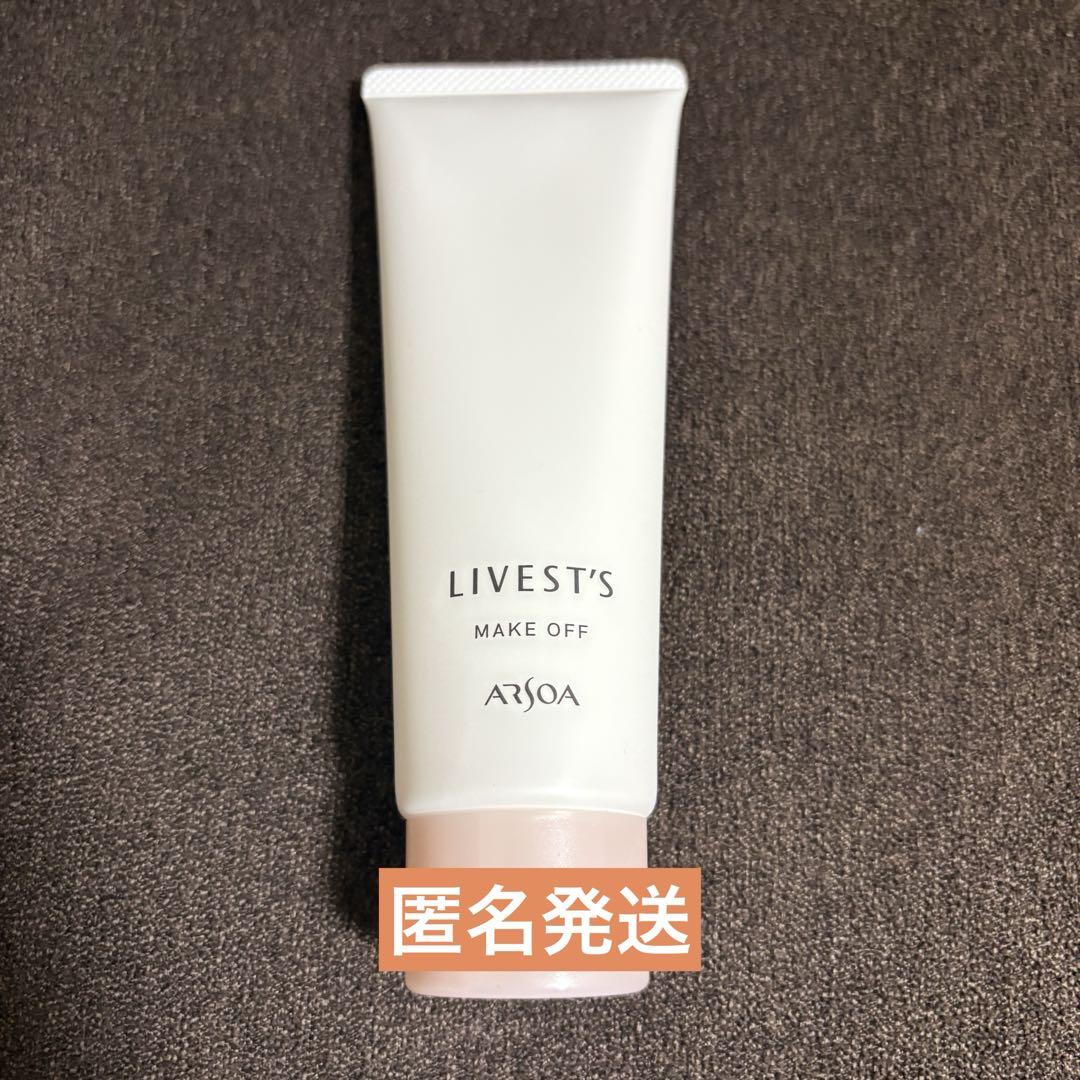 LIVEST'S
MAKE OFF
ARSOA
匿名発送